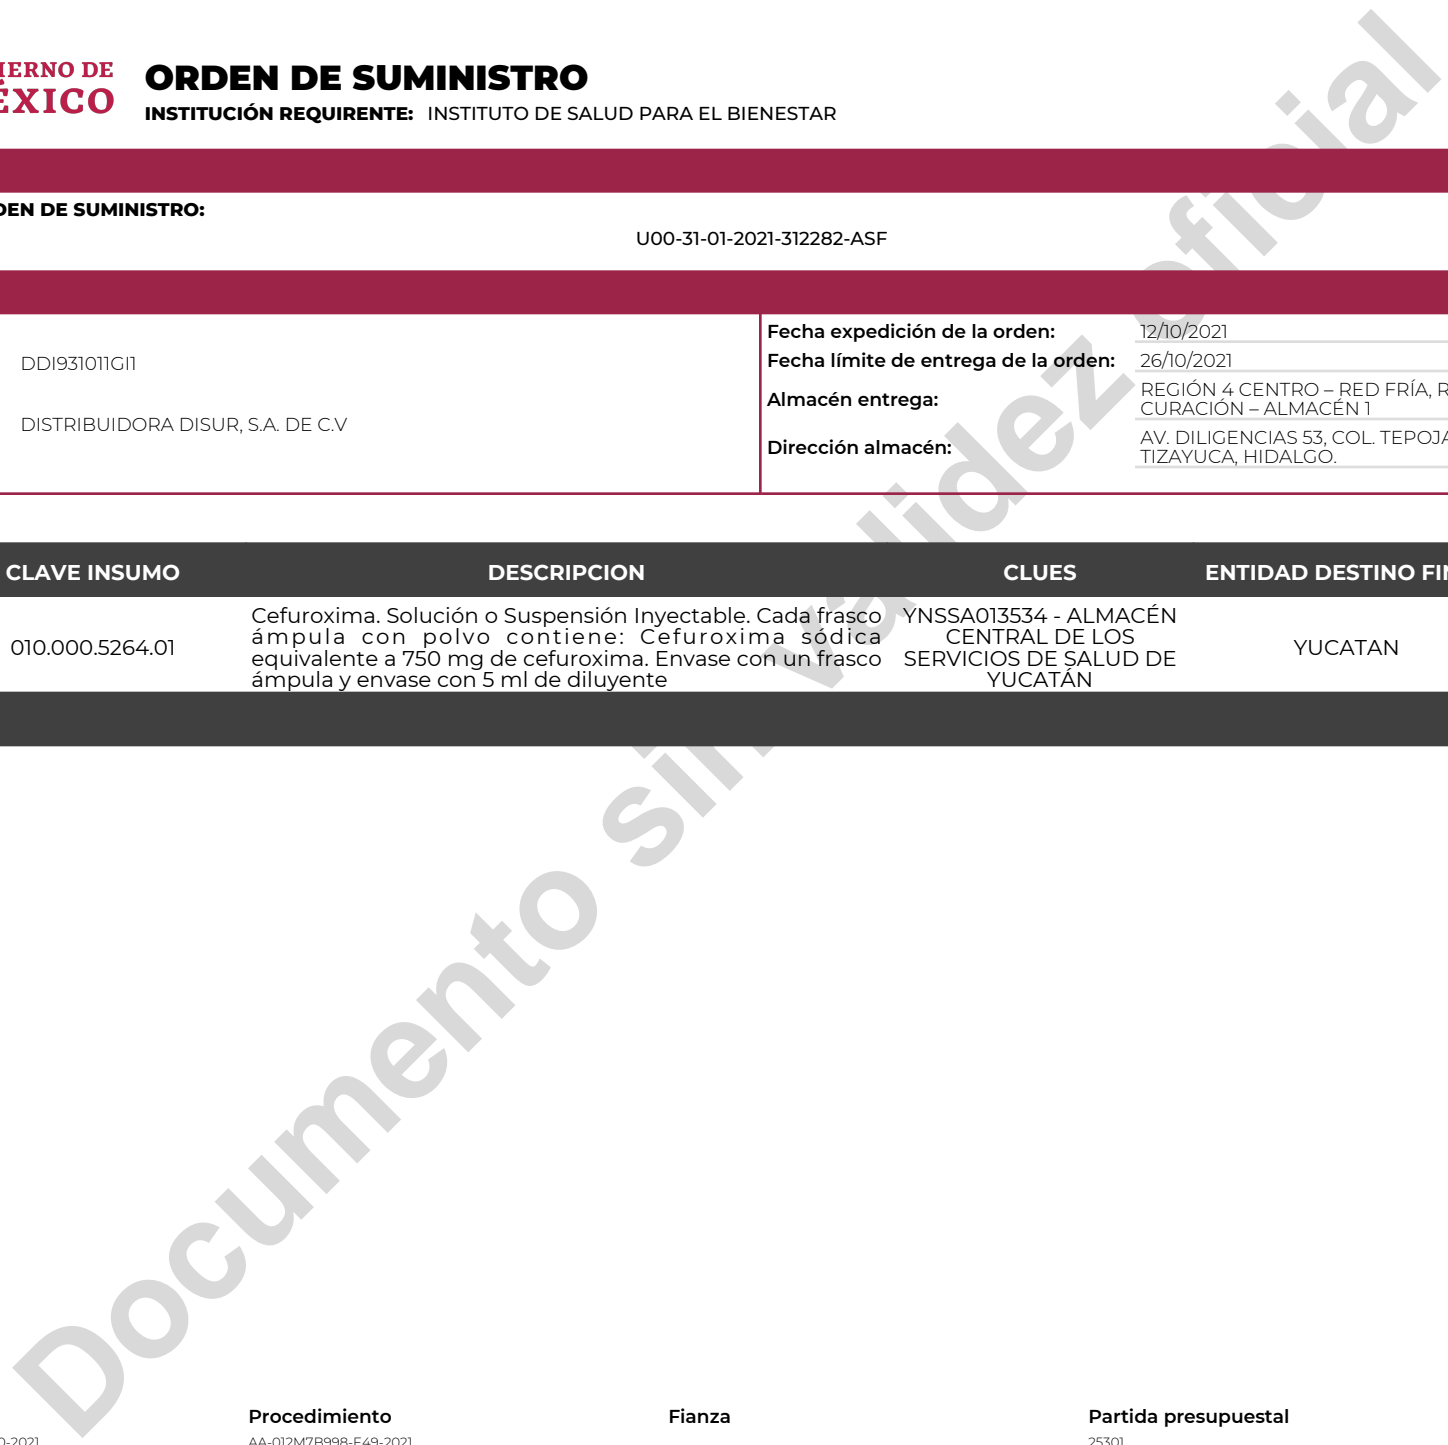 ORDEN DE SUMINISTRO
INSTITUCIÓN REQUIRENTE: INSTITUTO DE SALUD PARA EL BIENESTAR
DE
DE SUMINISTRO:
U00-31-01-2021-312282-ASF
DDI931011GI1
DISTRIBUIDORA DISUR, S.A. DE C.V
Fecha expedición de la orden: 12/10/2021
Fecha límite de entrega de la orden: 26/10/2021
Almacén entrega: REGIÓN 4 CENTRO – RED FRÍA,
CURACIÓN – ALMACÉN 1
Dirección almacén: AV. DILIGENCIAS 53, COL.
TIZAYUCA, HIDALGO.
CLAVE INSUMO DESCRIPCION CLUES ENTIDAD DESTINO
010.000.5264.01
Cefuroxima. Solución o Suspensión Inyectable. Cada frasco
ámpula con polvo contiene: Cefuroxima sódica
equivalente a 750 mg de cefuroxima. Envase con un frasco
ámpula y envase con 5 ml de diluyente
YNSSA013534 - ALMACÉN
CENTRAL DE LOS
SERVICIOS DE SALUD DE
YUCATÁN
YUCATAN
Documento sin validez oficial
Procedimiento Fianza Partida presupuestal
AA-012M7B998-E49-2021 25301